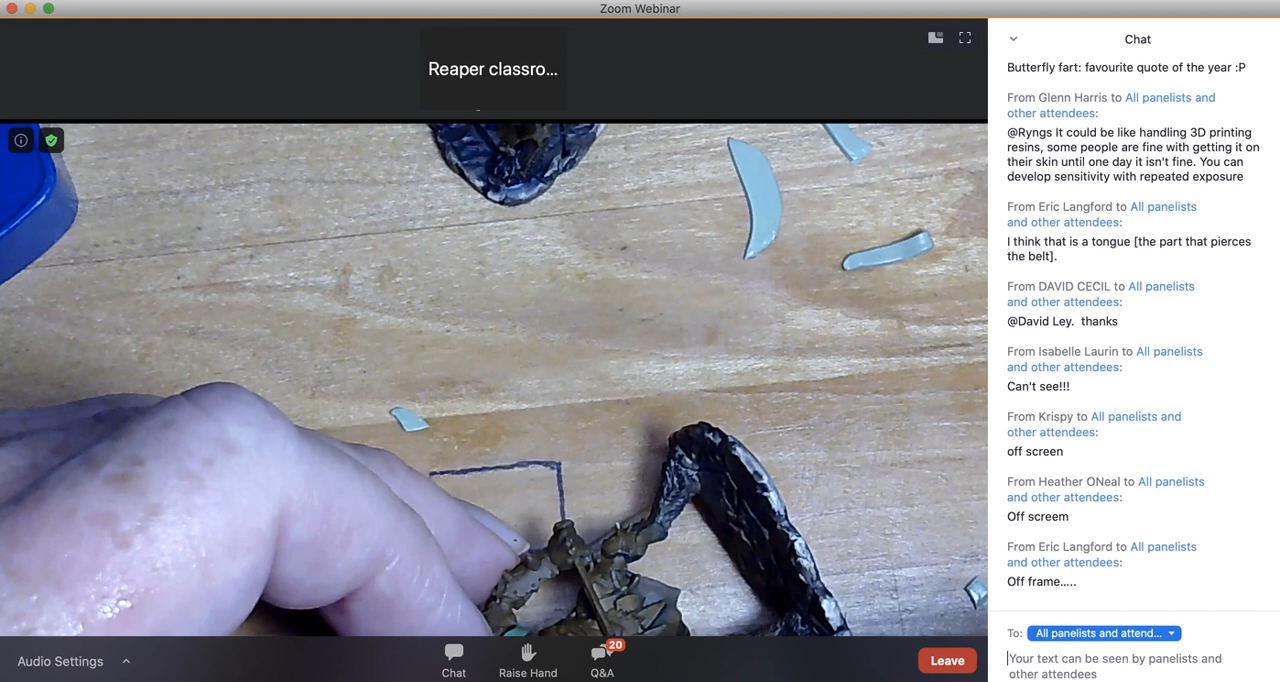 Zoom Webinar
Reaper classro...
Chat
Butterfly fart: favourite quote of the year :P
From Glenn Harris to All panelists and
other attendees:
@Ryngs It could be like handling 3D printing
resins, some people are fine with getting it on
their skin until one day it isn't fine. You can
develop sensitivity with repeated exposure
From Eric Langford to All panelists
and other attendees:
I think that is a tongue [the part that pierces
the belt].
From DAVID CECIL to All panelists
and other attendees:
@David Ley.  thanks
From Isabelle Laurin to All panelists
and other attendees:
Can't see!!!
From Krispy to All panelists and
other attendees:
off screen
From Heather ONeal to All panelists
and other attendees:
Off screem
From Eric Langford to All panelists
and other attendees:
Off frame.....
To: All panelists and attend...
Your text can be seen by panelists and
other attendees
Audio Settings
Chat
Raise Hand
20
Q&A
Leave